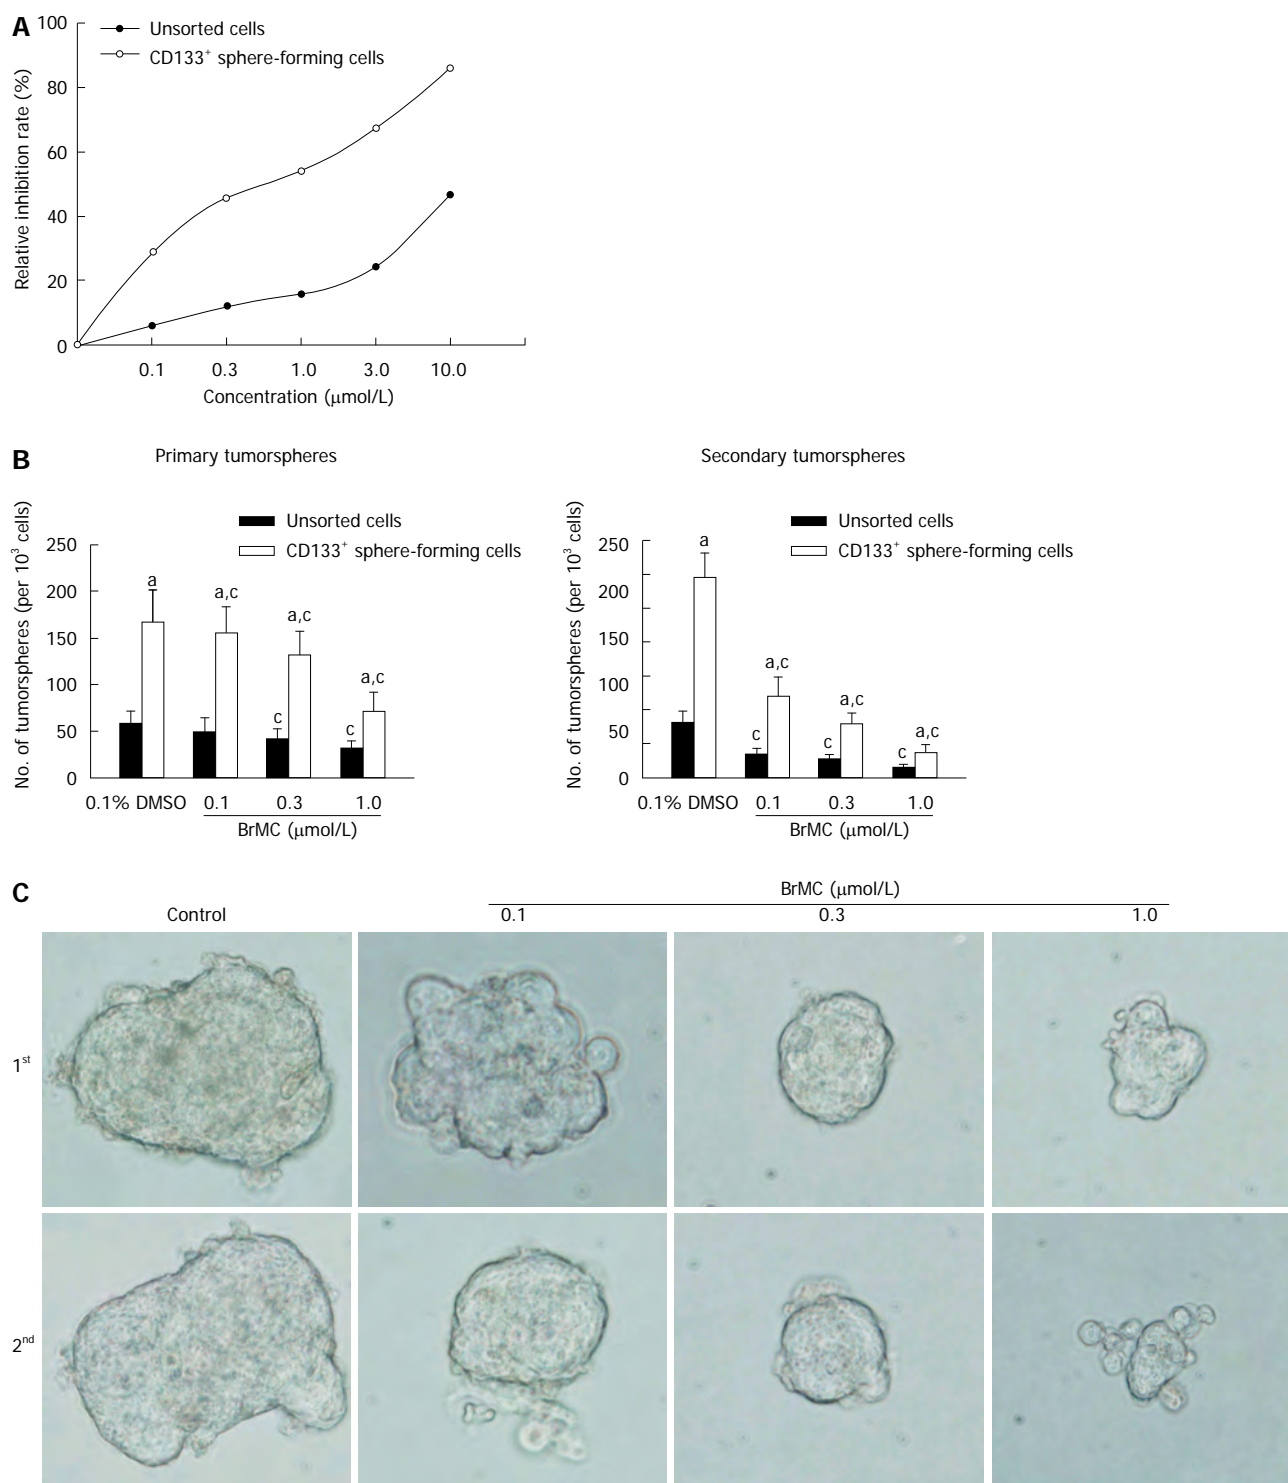 A
Unsorted cells
CD133+ sphere-forming cells
Relative inhibition rate (%)
100
80
60
40
20
0
0.1 0.3 1.0 3.0 10.0
Concentration (μmol/L)
B
Primary tumorspheres
Unsorted cells
CD133+ sphere-forming cells
No. of tumorspheres (per 10³ cells)
250
200
150
100
50
0
a
a,c
a,c
c
a,c
c
0.1% DMSO 0.1 0.3 1.0
BrMC (μmol/L)
Secondary tumorspheres
Unsorted cells
CD133+ sphere-forming cells
No. of tumorspheres (per 10³ cells)
250
200
150
100
50
0
a
a,c
c
a,c
c
a,c
c
0.1% DMSO 0.1 0.3 1.0
BrMC (μmol/L)
C
BrMC (μmol/L)
Control 0.1 0.3 1.0
1st
2nd